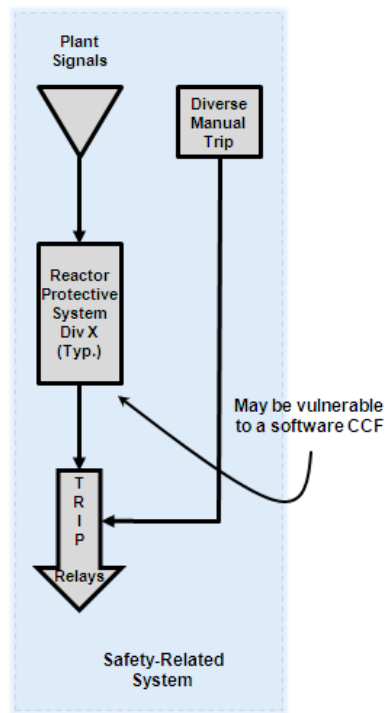 Plant
Signals
Diverse
Manual
Trip
Reactor
Protective
System
Div X
(Typ.)
May be vulnerable
to a software CCF
T
R
I
P
Relays
Safety-Related
System